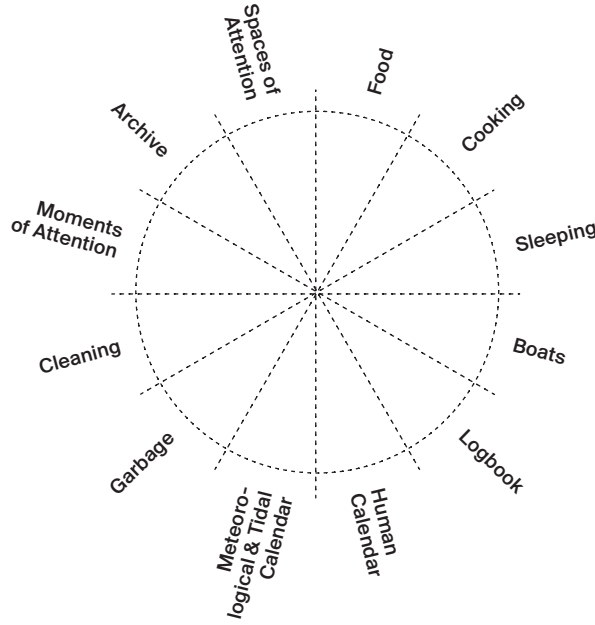 Food
Cooking
Sleeping
Boats
Logbook
Human
Calendar
Meteoro-
logical & Tidal
Calendar
Garbage
Cleaning
Moments
of Attention
Archive
Spaces of
Attention